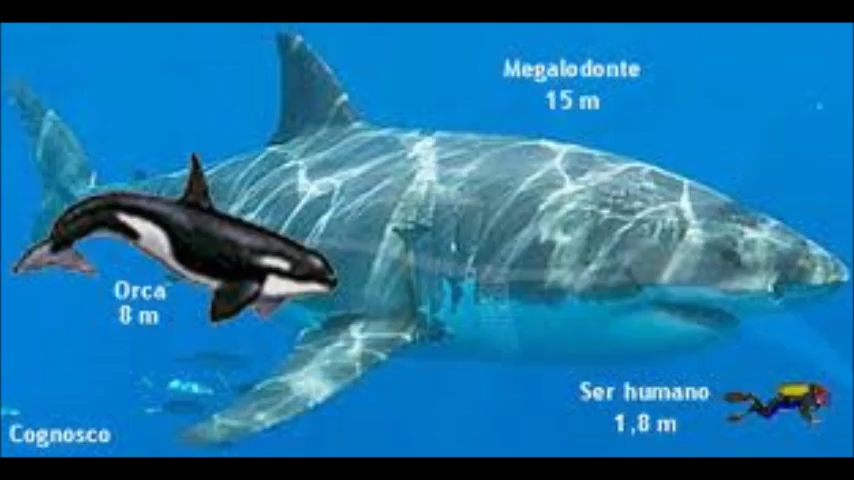 Megalodonte
15 m
Orca
8 m
Ser humano
1,8 m
Cognosco